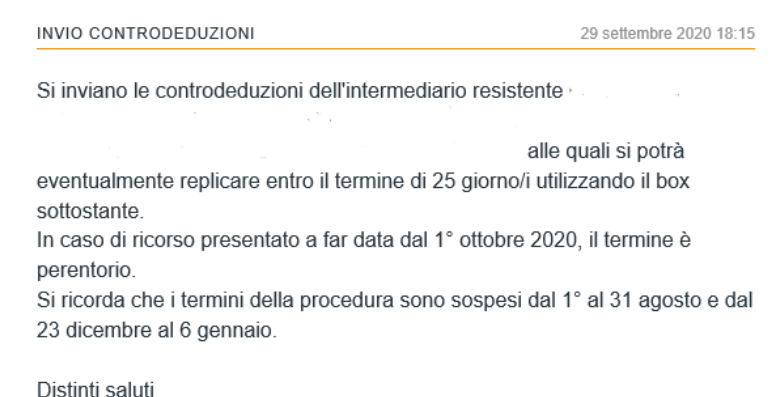 INVIO CONTRODEDUZIONI 29 settembre 2020 18:15
Si inviano le controdeduzioni dell'intermediario resistente
alle quali si potrà
eventualmente replicare entro il termine di 25 giorno/i utilizzando il box
sottostante.
In caso di ricorso presentato a far data dal 1° ottobre 2020, il termine è
perentorio.
Si ricorda che i termini della procedura sono sospesi dal 1° al 31 agosto e dal
23 dicembre al 6 gennaio.
Distinti saluti